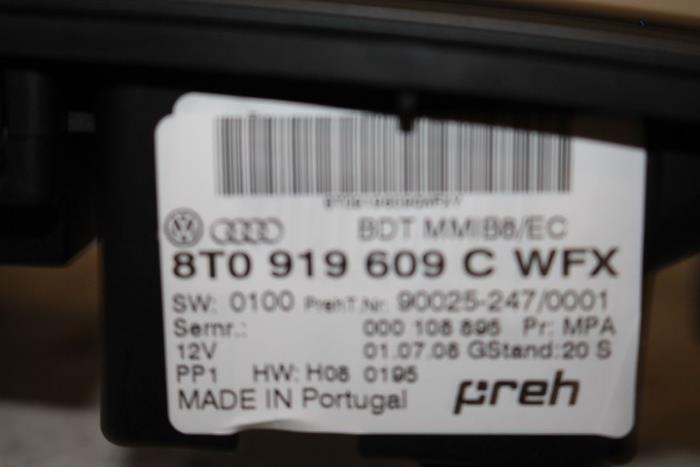 BDT MMIB8/EC
8T0 919 609 C WFX
SW: 0100 PrehT.Nr: 90025-247/0001
Sernr.: 000 108 895 Pr: MPA
12V 01.07.08 GStand:20 S
PP1 HW: H08 0195
MADE IN Portugal preh